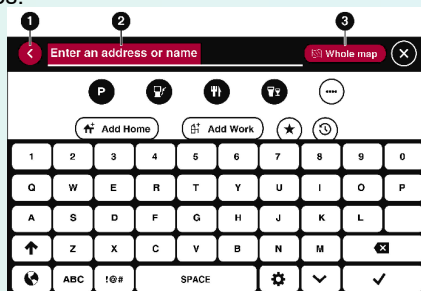 1 2 3
Enter an address or name Whole map
P
Add Home Add Work
1 2 3 4 5 6 7 8 9 0
Q W E R T Y U I O P
A S D F G H J K L
Z X C V B N M
ABC !@# SPACE